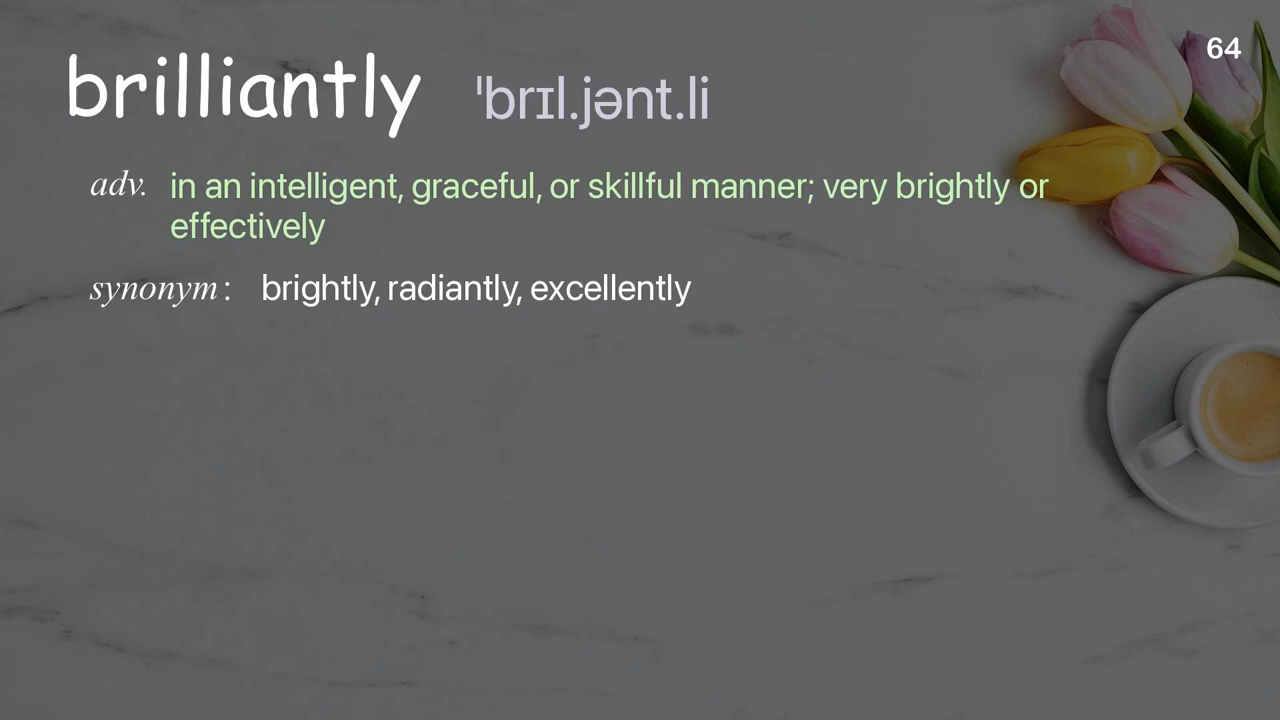 64
brilliantly ˈbrɪl.jənt.li
adv. in an intelligent, graceful, or skillful manner; very brightly or
effectively
synonym: brightly, radiantly, excellently